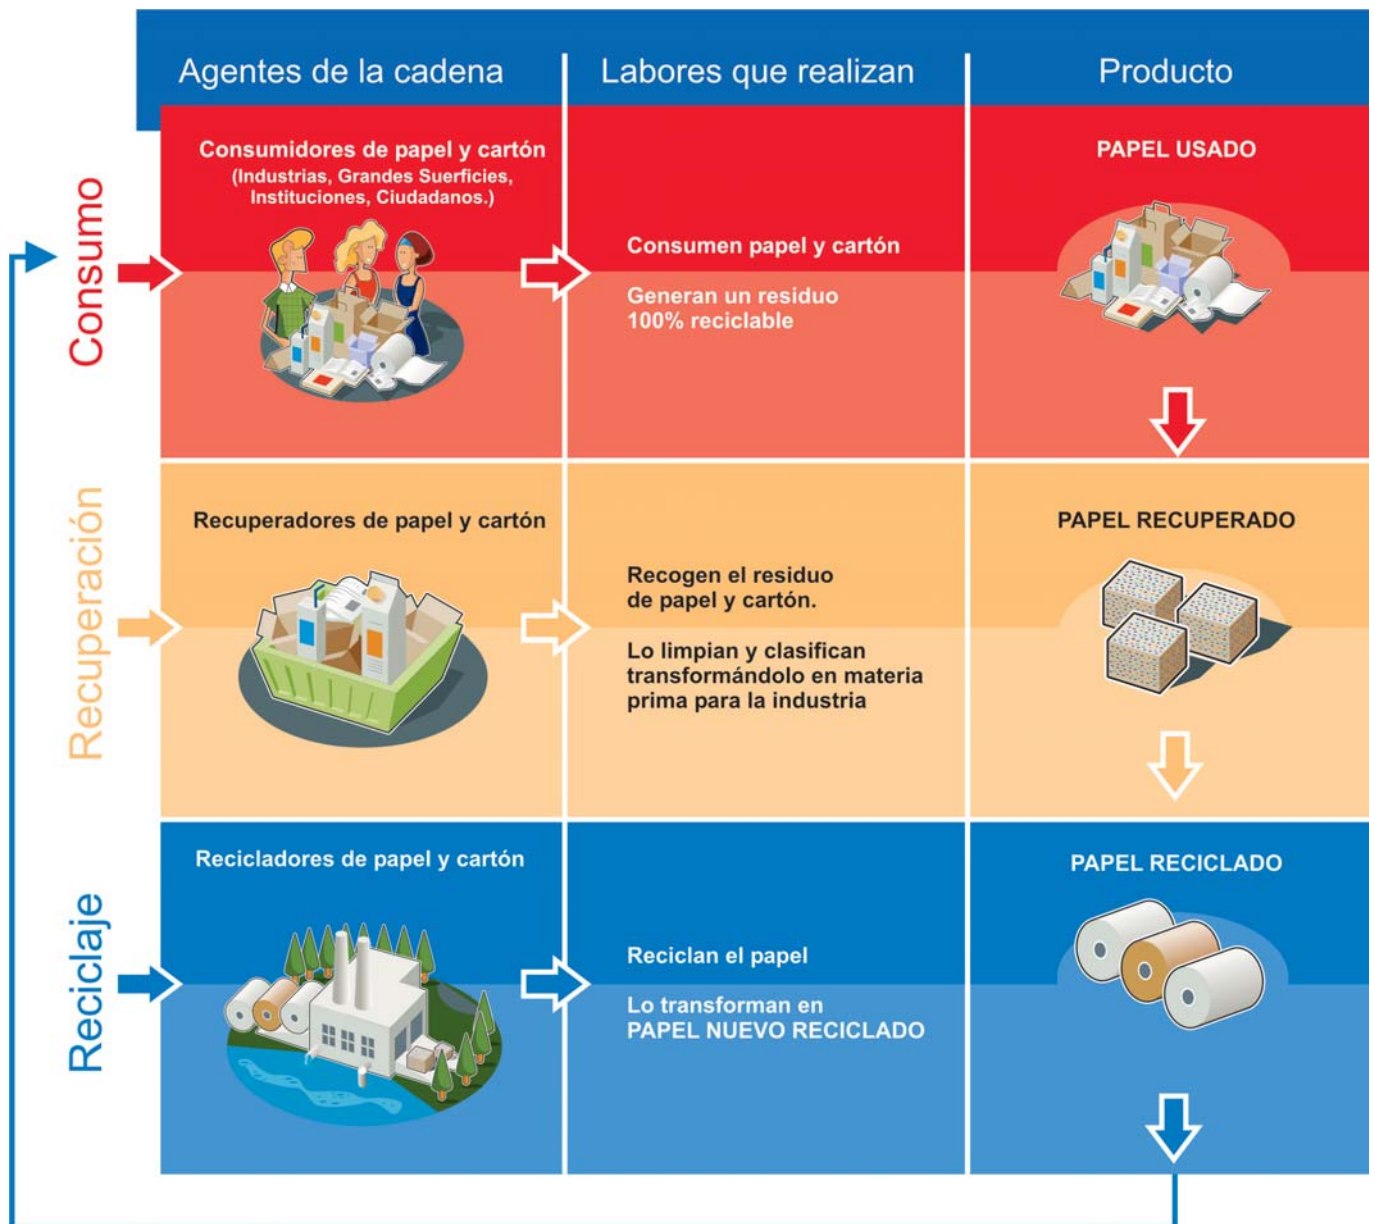 Agentes de la cadena
Labores que realizan
Producto
Consumo
Consumidores de papel y cartón
(Industrias, Grandes Suerficies,
Instituciones, Ciudadanos.)
Consumen papel y cartón
Generan un residuo
100% reciclable
PAPEL USADO
Recuperación
Recuperadores de papel y cartón
Recogen el residuo
de papel y cartón.
Lo limpian y clasifican
transformándolo en materia
prima para la industria
PAPEL RECUPERADO
Reciclaje
Recicladores de papel y cartón
Reciclan el papel
Lo transforman en
PAPEL NUEVO RECICLADO
PAPEL RECICLADO